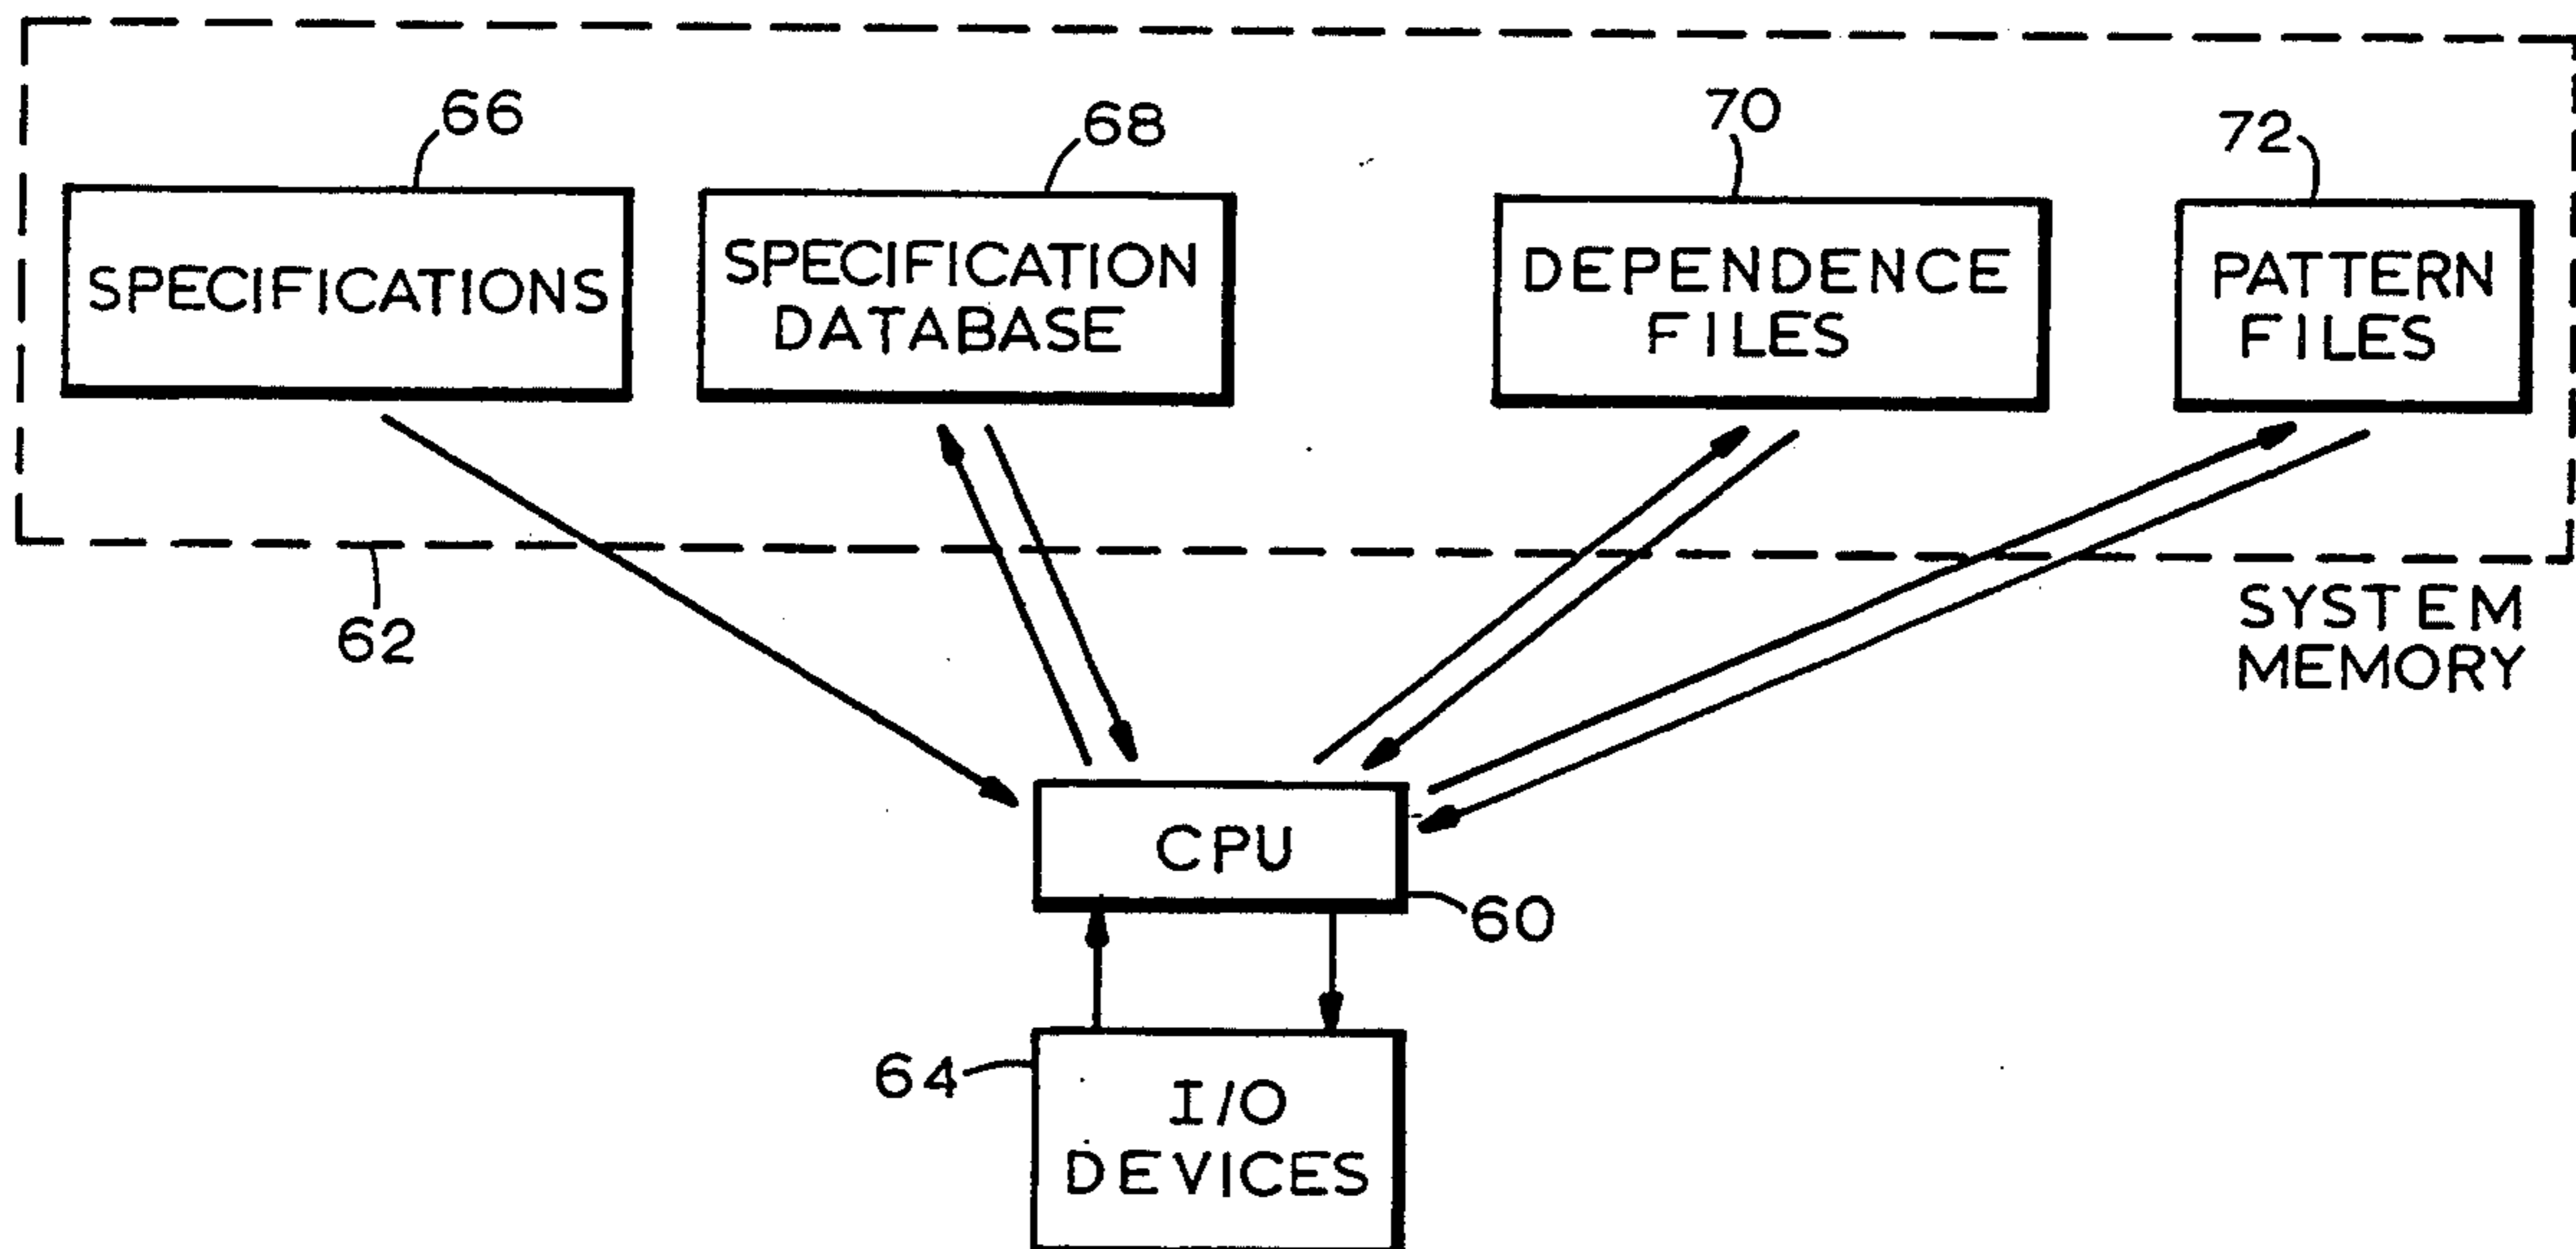 66
68
70
72
SPECIFICATIONS
SPECIFICATION
DATABASE
DEPENDENCE
FILES
PATTERN
FILES
62
SYSTEM
MEMORY
CPU
60
64
I/O
DEVICES